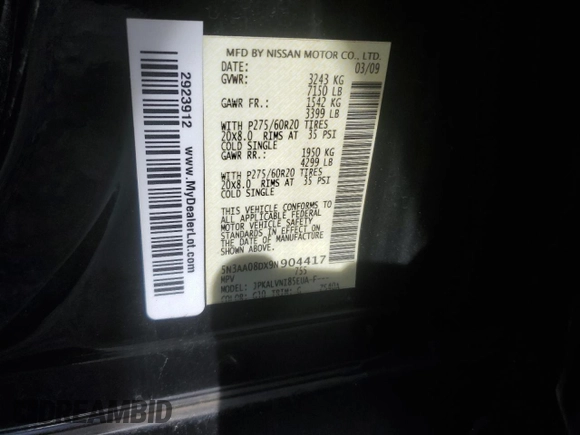 MFD BY NISSAN MOTOR CO., LTD.
DATE: 03/09
GVWR: 3243 KG
7150 LB
GAWR FR.: 1542 KG
3399 LB
WITH P275/60R20 TIRES
20X8.0 RIMS AT 35 PSI
COLD SINGLE
GAWR RR.: 1950 KG
4299 LB
WITH P275/60R20 TIRES
20X8.0 RIMS AT 35 PSI
COLD SINGLE
THIS VEHICLE CONFORMS TO
ALL APPLICABLE FEDERAL
MOTOR VEHICLE SAFETY
STANDARDS IN EFFECT ON
THE DATE OF MANUFACTURE
SHOWN ABOVE.
5N3AA08DX9N904417
MPV 755
MODEL:
COLOR: TRIM: G
2923912 www.MyDealerLot.com
DREAMBID